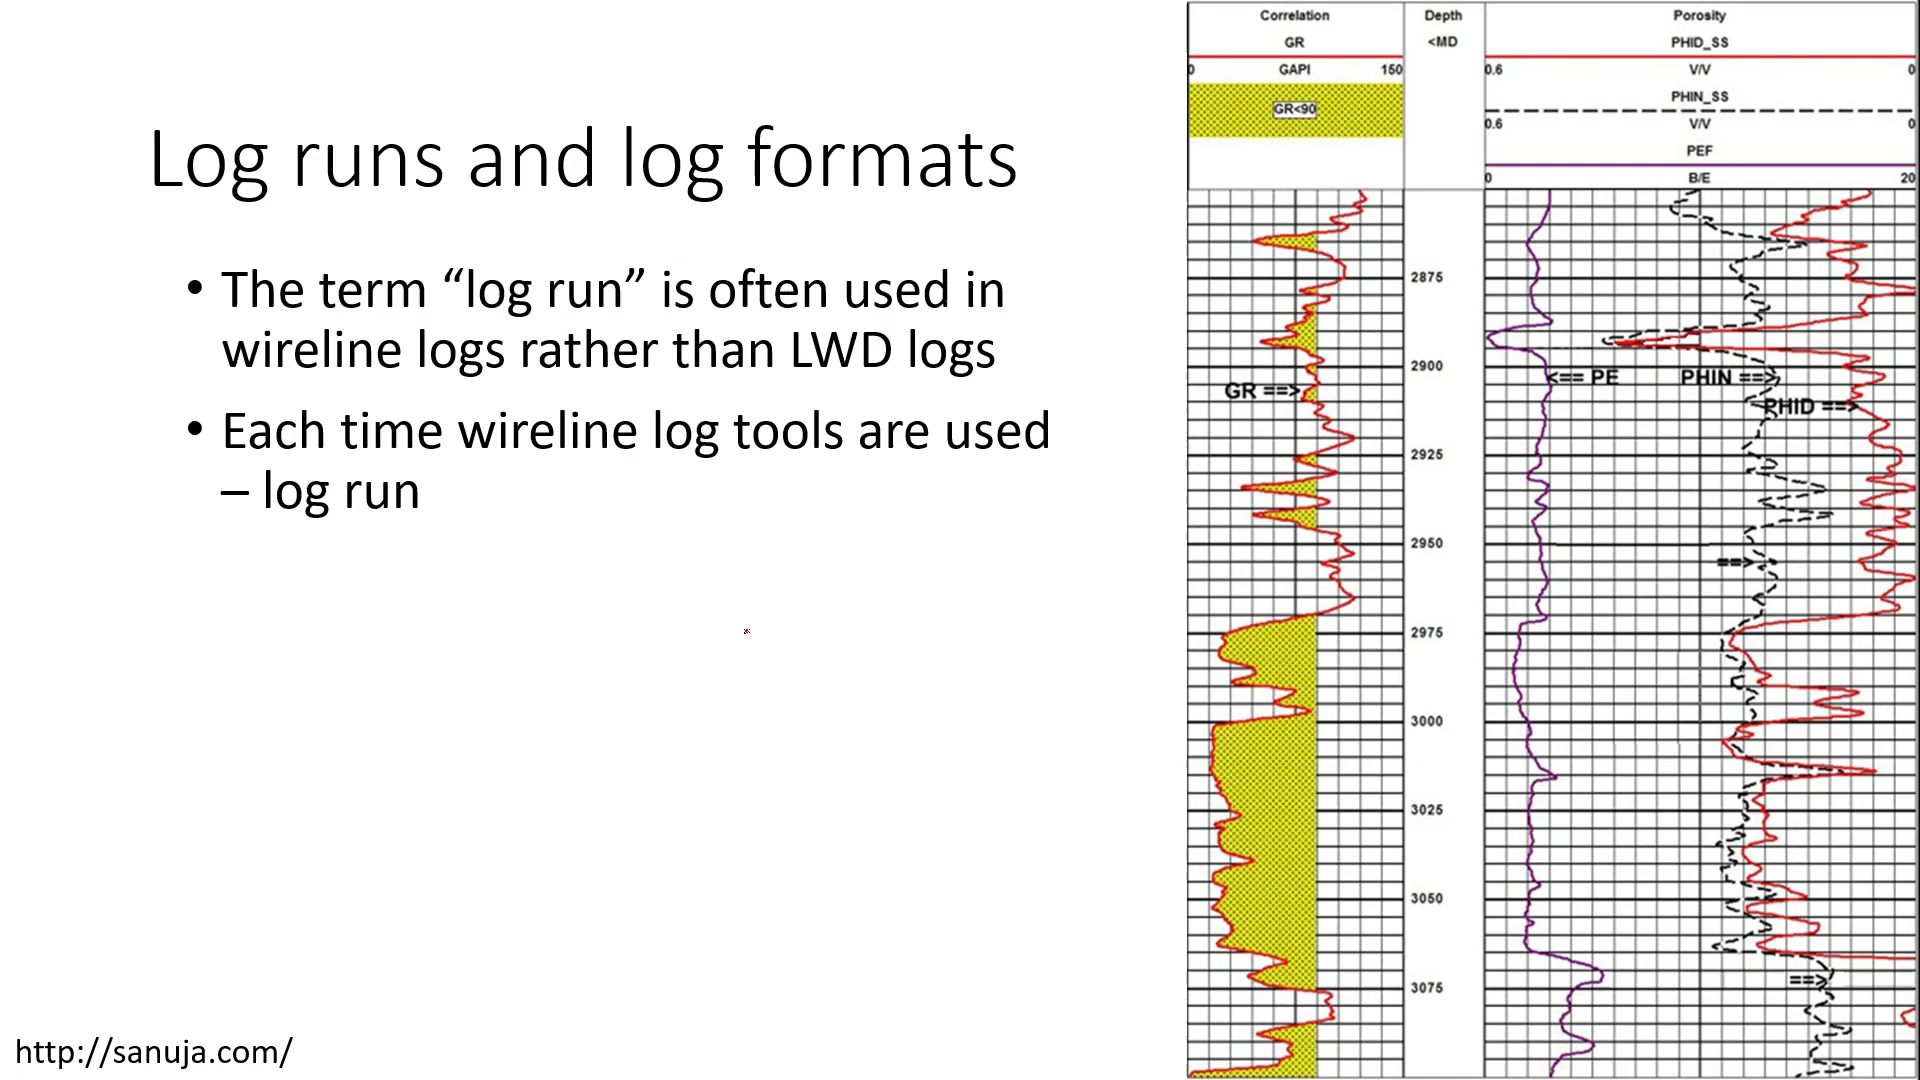 Log runs and log formats
• The term “log run” is often used in
wireline logs rather than LWD logs
• Each time wireline log tools are used
– log run
http://sanuja.com/
Correlation
GR
0 GAPI 150
GR<90
Depth
<MD
Porosity
PHID_SS
0.6 V/V 0
PHIN_SS
0.6 V/V 0
PEF
0 B/E 20
2875
2900
<== PE PHIN ==>
GR ==>
PHID ==>
2925
2950
==>
2975
3000
3025
3050
==>
3075